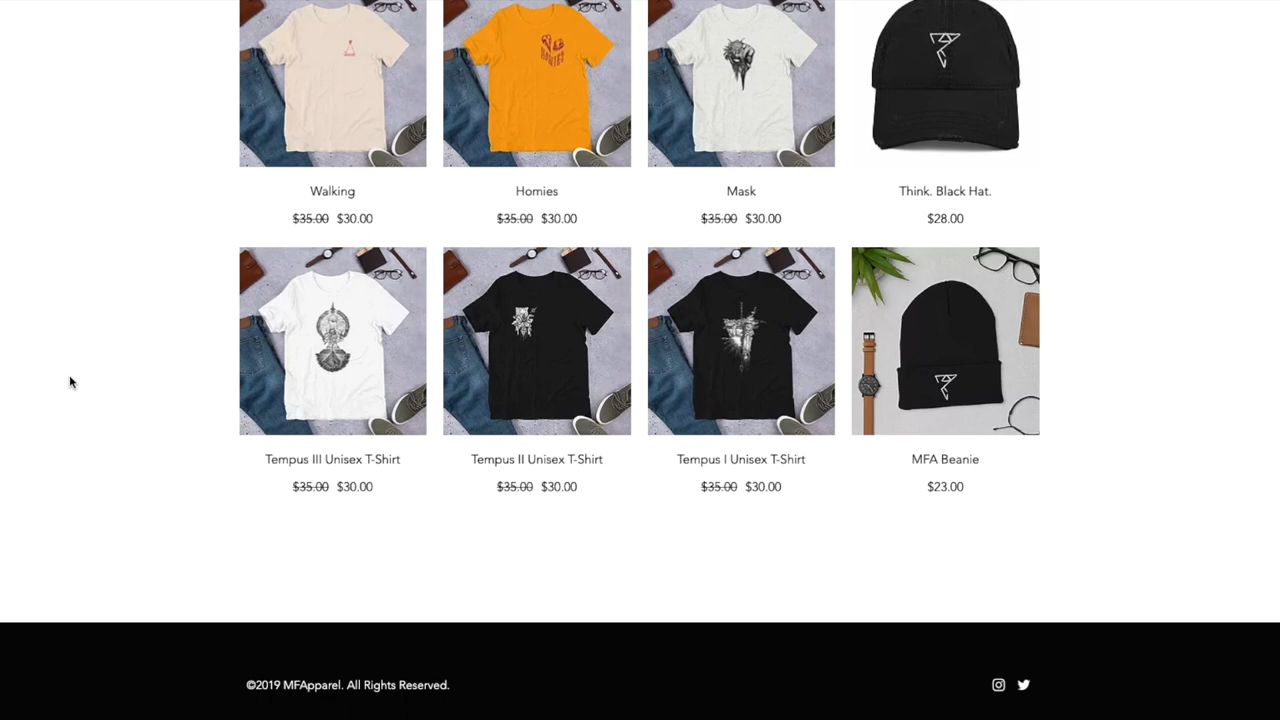 HOMIES
Walking
Homies
Mask
Think. Black Hat.
$35.00 $30.00
$35.00 $30.00
$35.00 $30.00
$28.00
Tempus III Unisex T-Shirt
Tempus II Unisex T-Shirt
Tempus I Unisex T-Shirt
MFA Beanie
$35.00 $30.00
$35.00 $30.00
$35.00 $30.00
$23.00
©2019 MFApparel. All Rights Reserved.